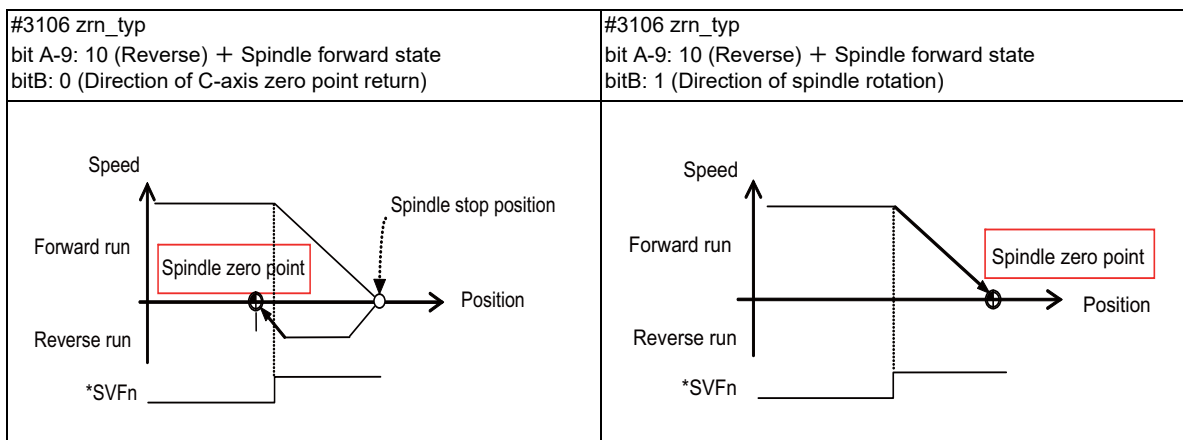 #3106 zrn_typ
bit A-9: 10 (Reverse) ＋ Spindle forward state
bitB: 0 (Direction of C-axis zero point return)
#3106 zrn_typ
bit A-9: 10 (Reverse) ＋ Spindle forward state
bitB: 1 (Direction of spindle rotation)
Speed
Spindle stop position
Forward run
Spindle zero point
Position
Reverse run
*SVFn
Speed
Forward run
Spindle zero point
Position
Reverse run
*SVFn